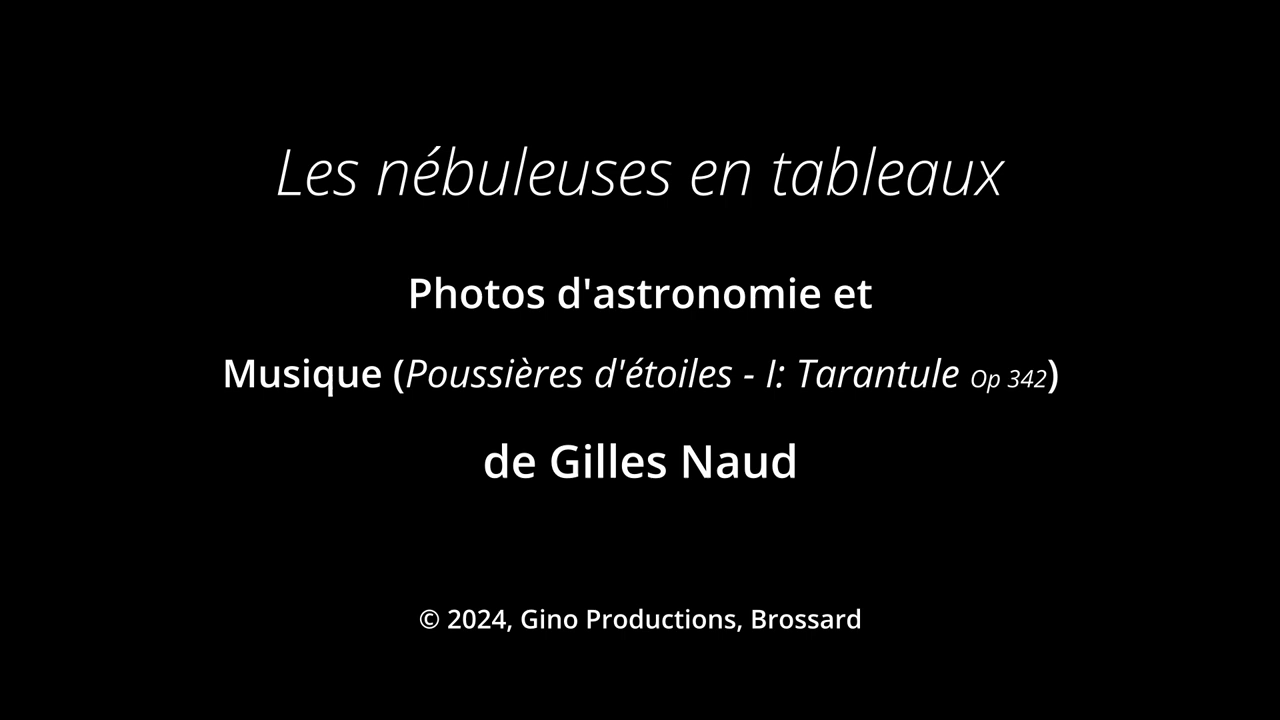 Les nébuleuses en tableaux
Photos d'astronomie et
Musique (Poussières d'étoiles - I: Tarantule Op 342)
de Gilles Naud
© 2024, Gino Productions, Brossard